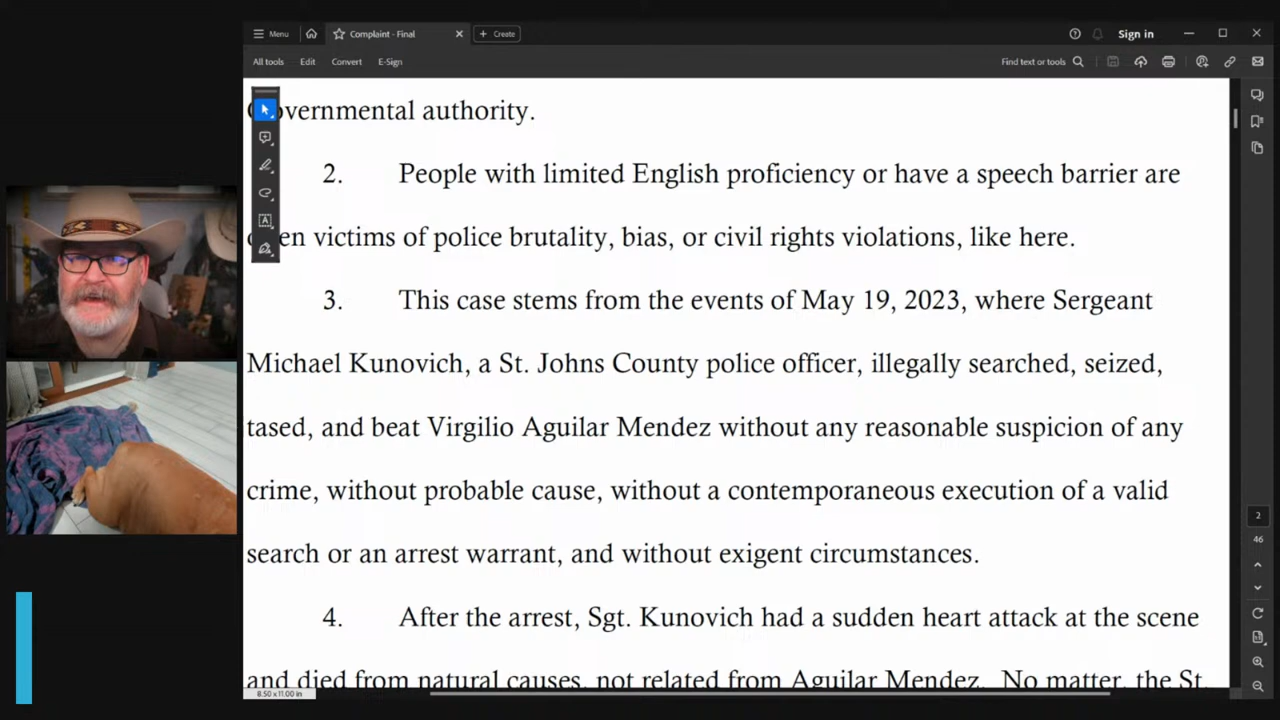 Menu
Complaint - Final
Create
Sign in
All tools
Edit
Convert
E-Sign
Find text or tools
overnmental authority.
2. People with limited English proficiency or have a speech barrier are
en victims of police brutality, bias, or civil rights violations, like here.
3. This case stems from the events of May 19, 2023, where Sergeant
Michael Kunovich, a St. Johns County police officer, illegally searched, seized,
tased, and beat Virgilio Aguilar Mendez without any reasonable suspicion of any
crime, without probable cause, without a contemporaneous execution of a valid
search or an arrest warrant, and without exigent circumstances.
4. After the arrest, Sgt. Kunovich had a sudden heart attack at the scene
and died from natural causes, not related from Aguilar Mendez. No matter, the St.
8.50 x 11.00 in
2
46